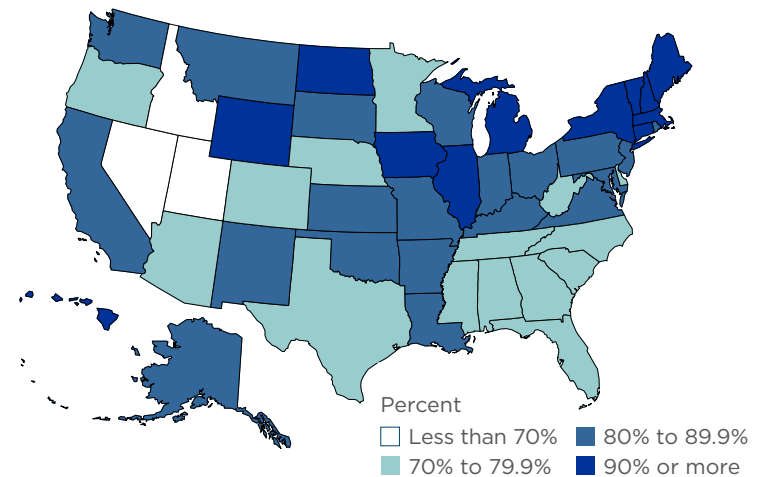 Percent
Less than 70%
80% to 89.9%
70% to 79.9%
90% or more